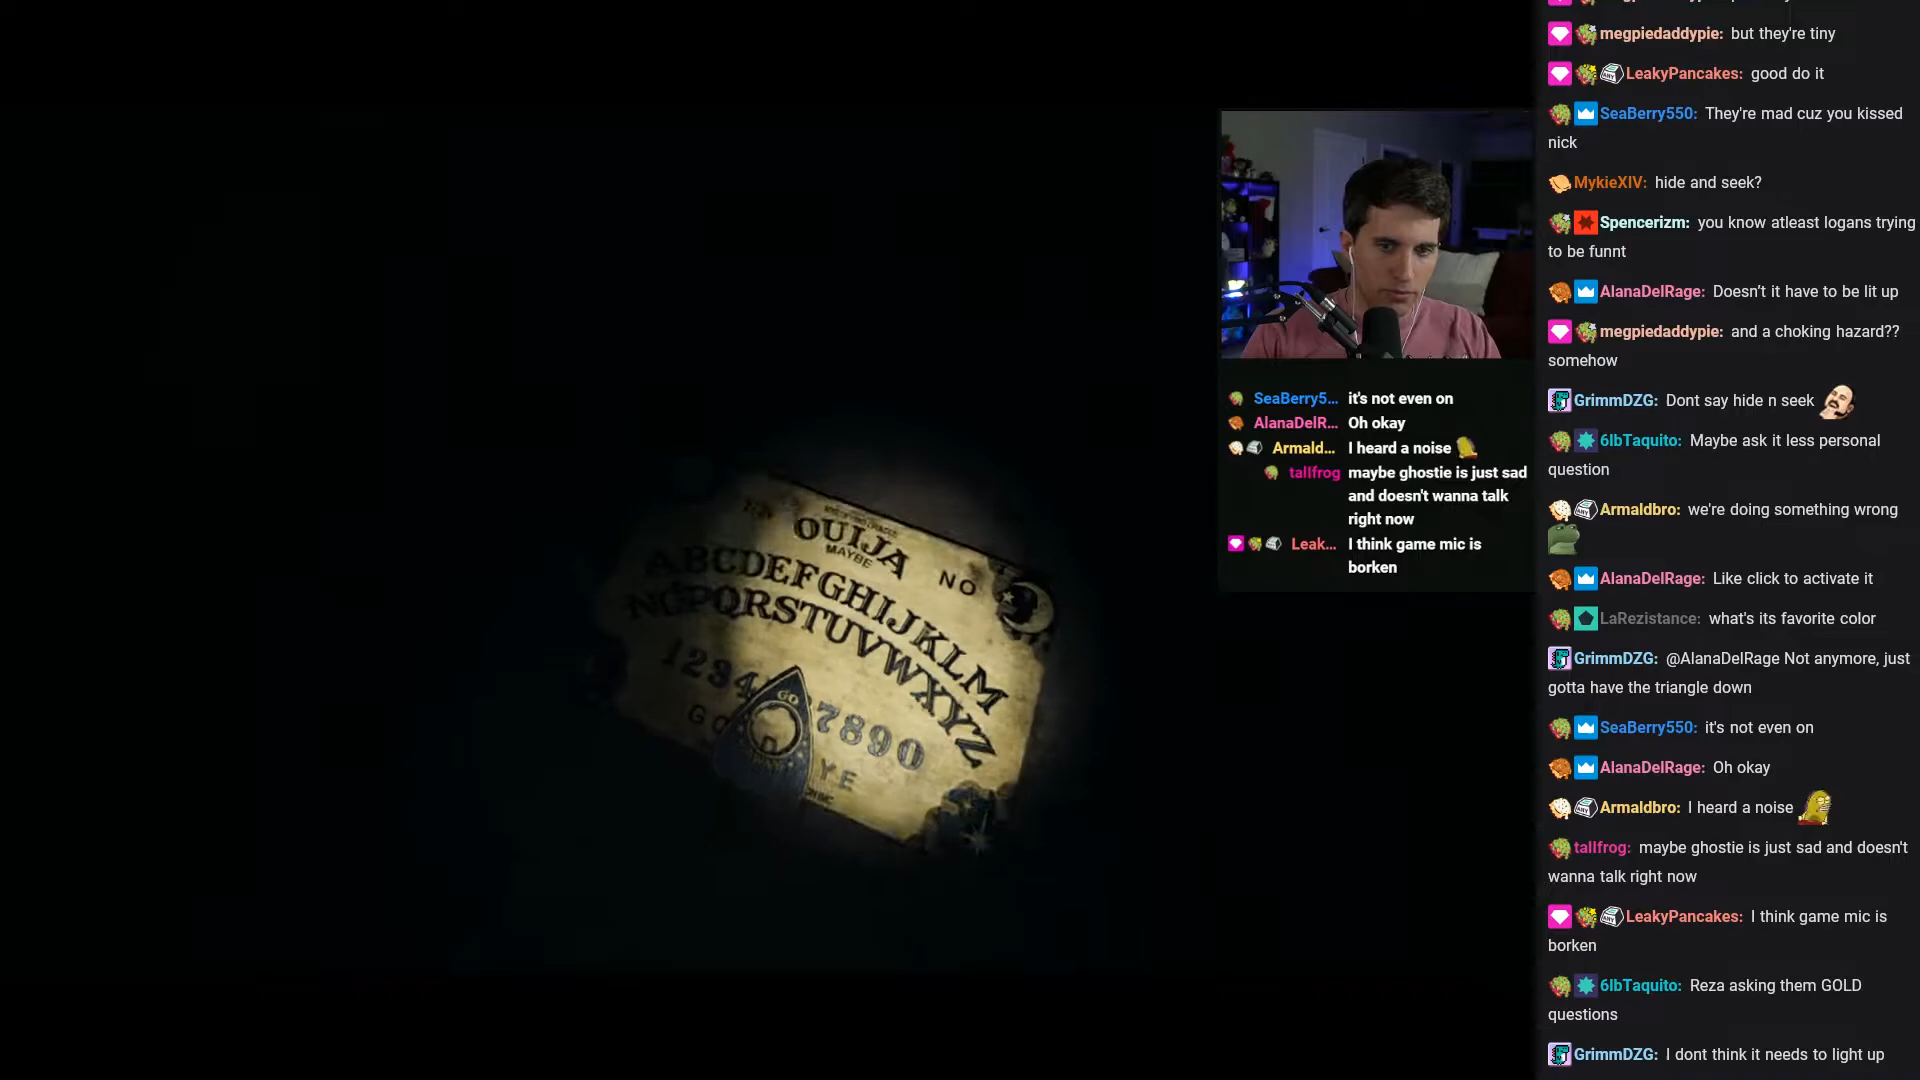 megpiedaddypie: but they're tiny
LeakyPancakes: good do it
SeaBerry550: They're mad cuz you kissed
nick
MykieXIV: hide and seek?
Spencerizm: you know atleast logans trying
to be funnt
AlanaDelRage: Doesn't it have to be lit up
megpiedaddypie: and a choking hazard??
somehow
GrimmDZG: Dont say hide n seek
6lbTaquito: Maybe ask it less personal
question
Armaldbro: we're doing something wrong
AlanaDelRage: Like click to activate it
LaRezistance: what's its favorite color
GrimmDZG: @AlanaDelRage Not anymore, just
gotta have the triangle down
SeaBerry550: it's not even on
AlanaDelRage: Oh okay
Armaldbro: I heard a noise
tallfrog: maybe ghostie is just sad and doesn't
wanna talk right now
LeakyPancakes: I think game mic is
borken
6lbTaquito: Reza asking them GOLD
questions
GrimmDZG: I dont think it needs to light up
SeaBerry5... it's not even on
AlanaDelR... Oh okay
Armald... I heard a noise
tallfrog maybe ghostie is just sad
and doesn't wanna talk
right now
Leak... I think game mic is
borken
OUIJA
MAYBE
NO
ABCDEFGHIJKLM
NOPQRSTUVWXYZ
1234 7890
GO
YE